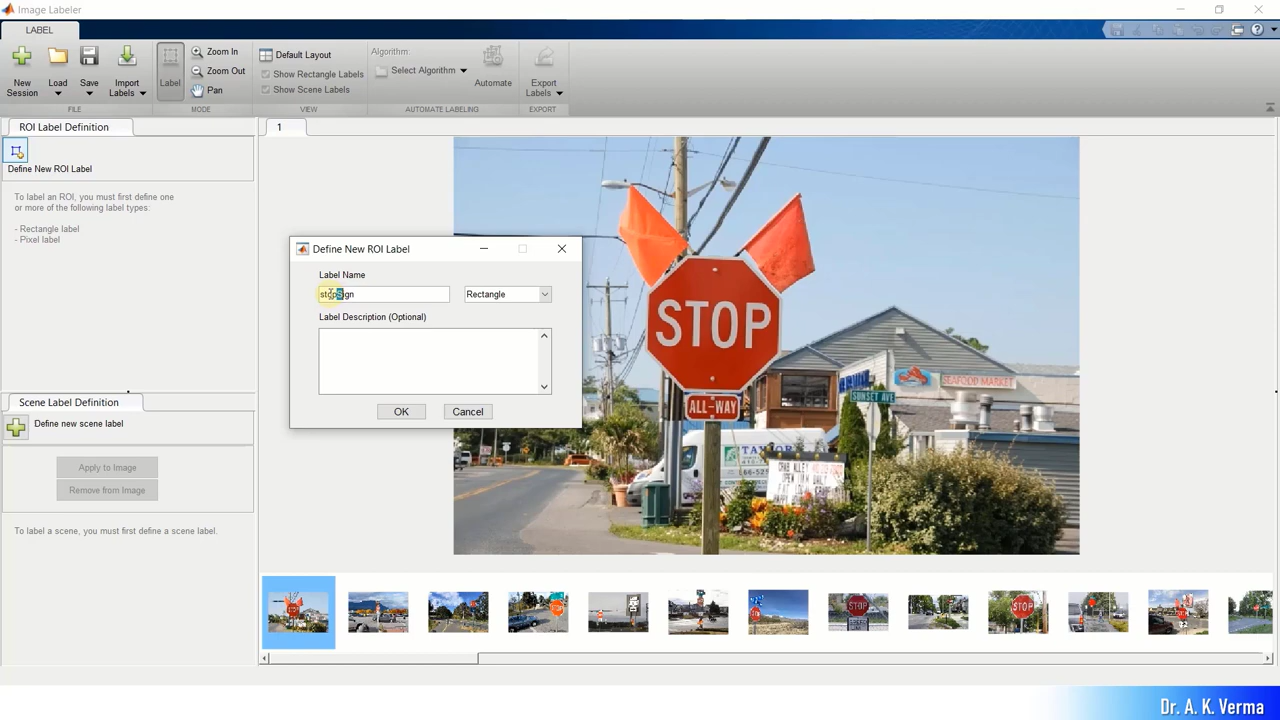 Image Labeler
LABEL
New Session
Load
Save
Import Labels
FILE
Label
Zoom In
Zoom Out
Pan
MODE
Default Layout
Show Rectangle Labels
Show Scene Labels
VIEW
Algorithm:
Select Algorithm
Automate
AUTOMATE LABELING
Export Labels
EXPORT
ROI Label Definition
Define New ROI Label
To label an ROI, you must first define one
or more of the following label types:
- Rectangle label
- Pixel label
Scene Label Definition
Define new scene label
Apply to Image
Remove from Image
To label a scene, you must first define a scene label.
1
Define New ROI Label
Label Name
stopSign
Rectangle
Label Description (Optional)
OK
Cancel
STOP
ALL-WAY
SEAFOOD MARKET
SUNSET AVE
CRAB ALLEY
OPEN
Dr. A. K. Verma